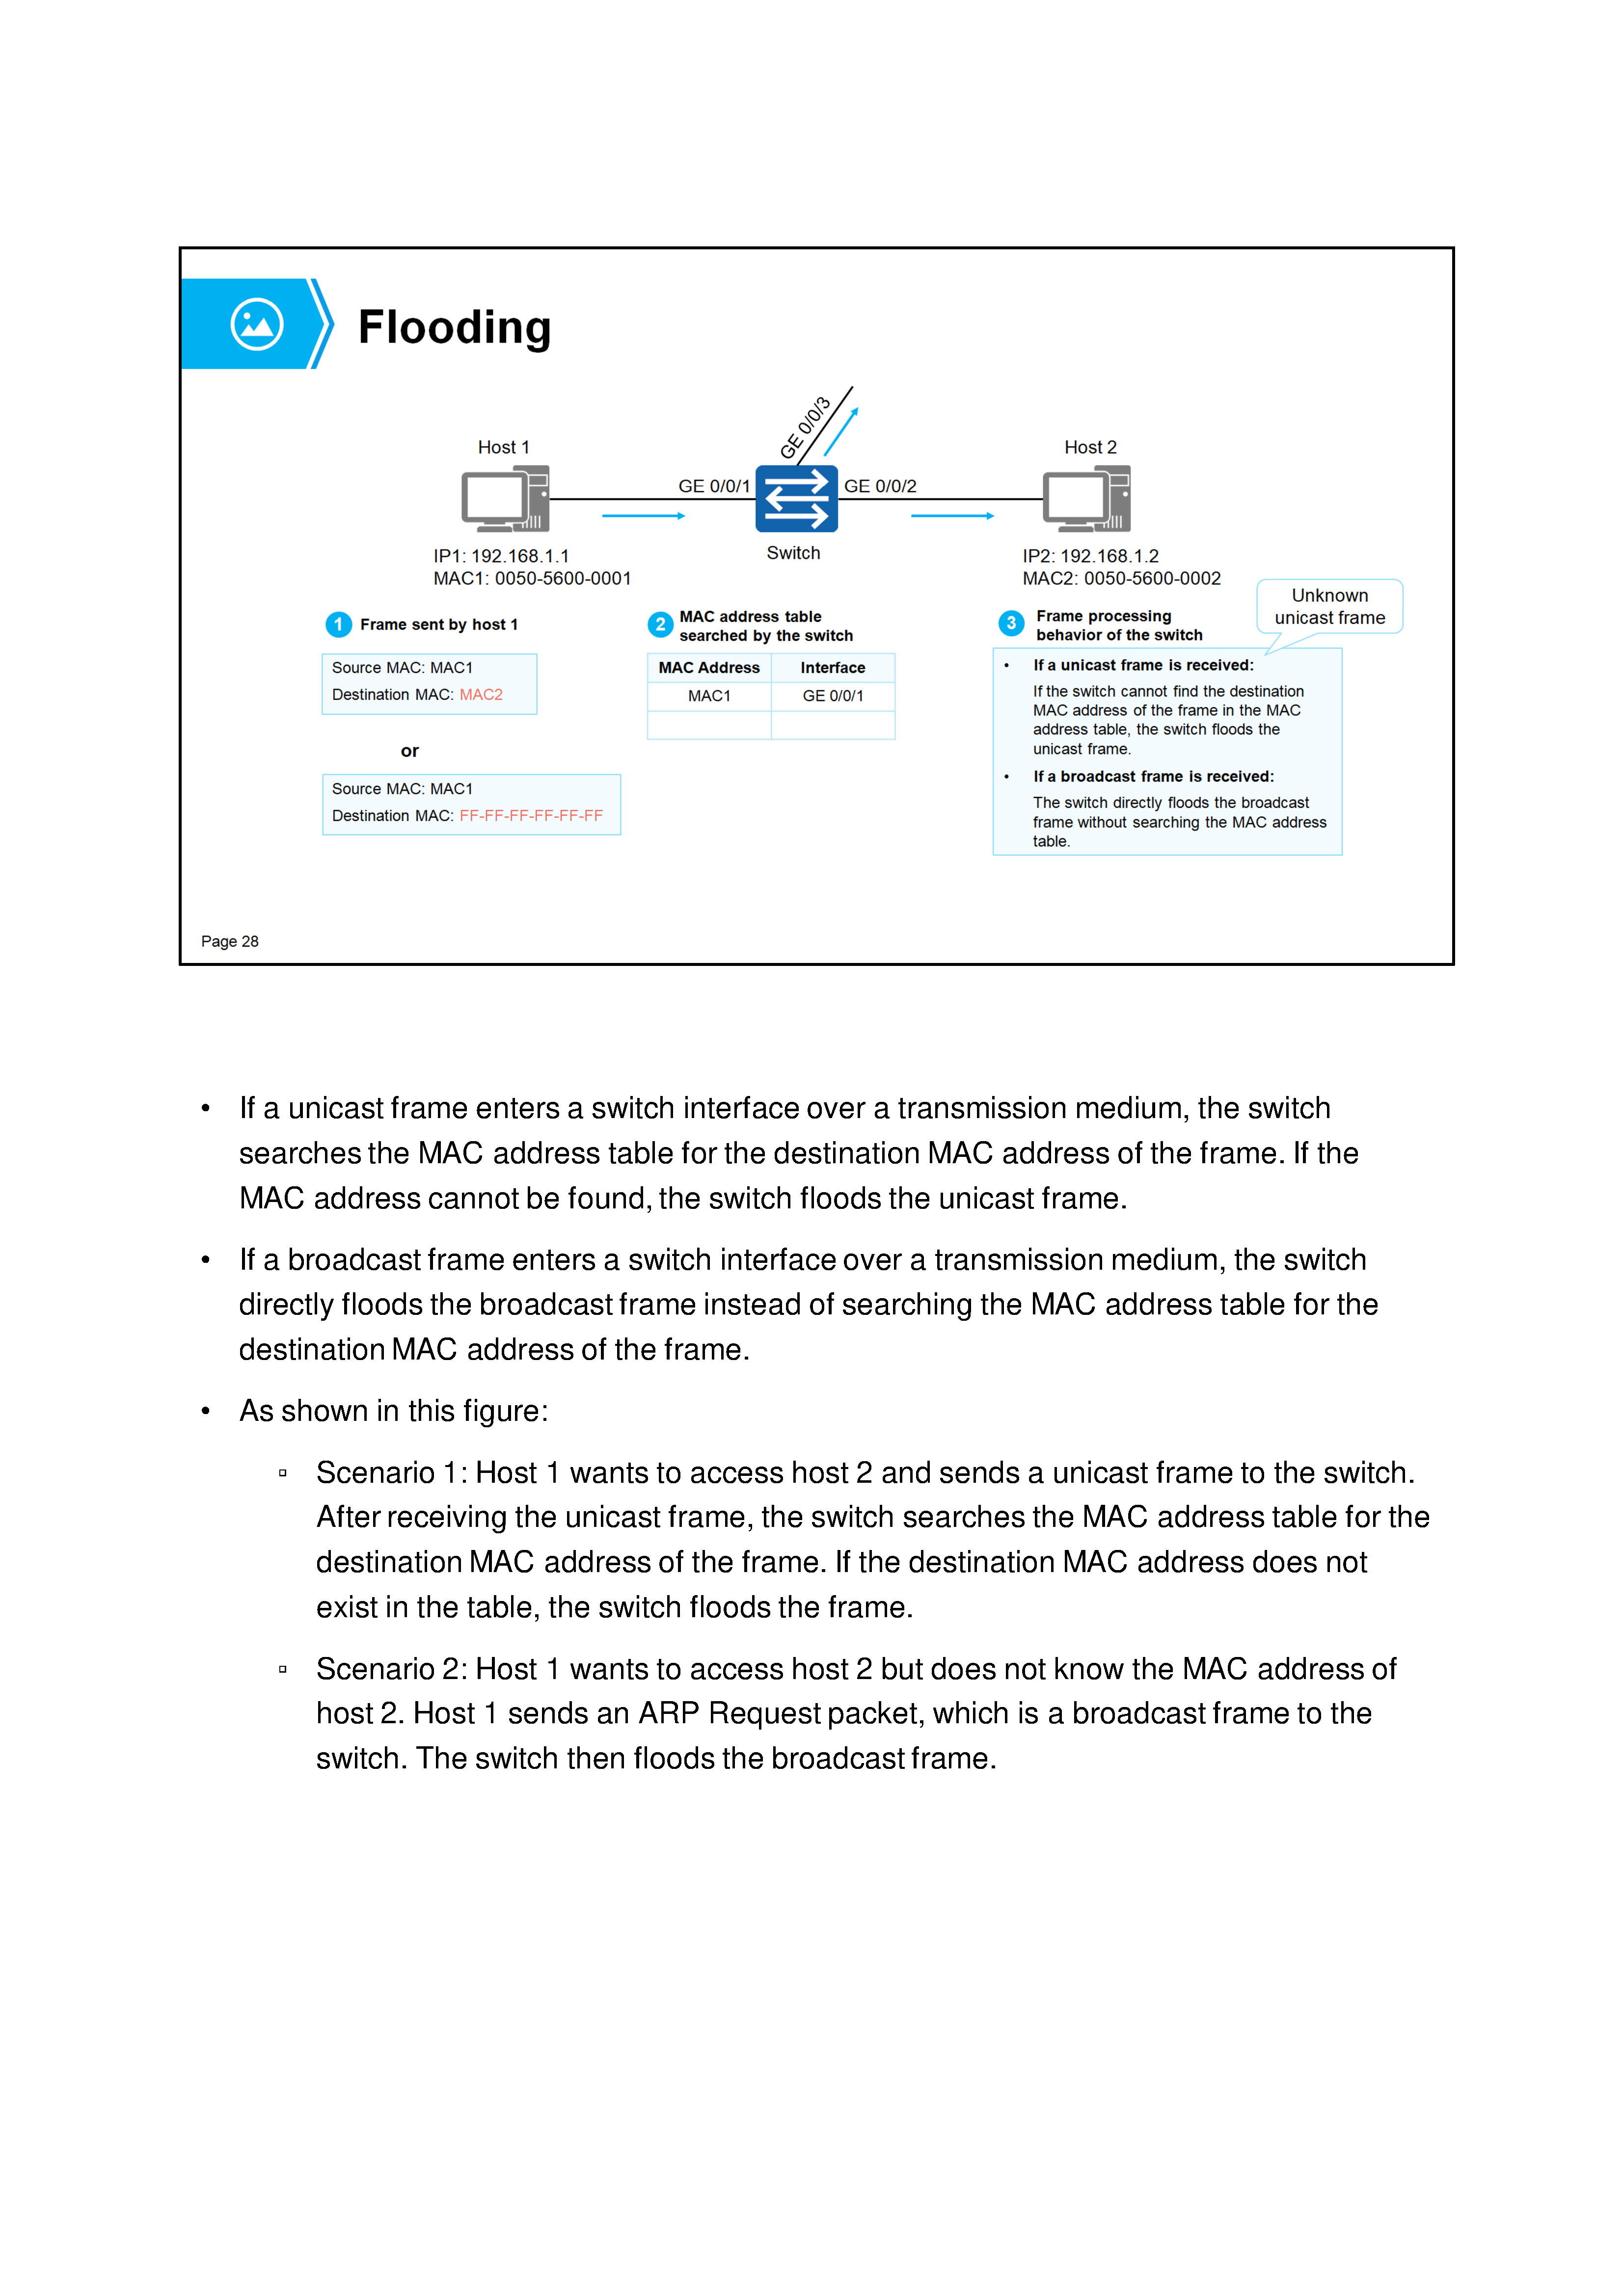 Flooding
GE 0/0/3
Host 1
Host 2
GE 0/0/1
GE 0/0/2
Switch
IP1: 192.168.1.1
MAC1: 0050-5600-0001
IP2: 192.168.1.2
MAC2: 0050-5600-0002
Unknown
unicast frame
1 Frame sent by host 1
Source MAC: MAC1
Destination MAC: MAC2
or
Source MAC: MAC1
Destination MAC: FF-FF-FF-FF-FF-FF
2 MAC address table
searched by the switch
MAC Address Interface
MAC1 GE 0/0/1
3 Frame processing
behavior of the switch
• If a unicast frame is received:
If the switch cannot find the destination
MAC address of the frame in the MAC
address table, the switch floods the
unicast frame.
• If a broadcast frame is received:
The switch directly floods the broadcast
frame without searching the MAC address
table.
Page 28
• If a unicast frame enters a switch interface over a transmission medium, the switch
searches the MAC address table for the destination MAC address of the frame. If the
MAC address cannot be found, the switch floods the unicast frame.
• If a broadcast frame enters a switch interface over a transmission medium, the switch
directly floods the broadcast frame instead of searching the MAC address table for the
destination MAC address of the frame.
• As shown in this figure:
▫ Scenario 1: Host 1 wants to access host 2 and sends a unicast frame to the switch.
After receiving the unicast frame, the switch searches the MAC address table for the
destination MAC address of the frame. If the destination MAC address does not
exist in the table, the switch floods the frame.
▫ Scenario 2: Host 1 wants to access host 2 but does not know the MAC address of
host 2. Host 1 sends an ARP Request packet, which is a broadcast frame to the
switch. The switch then floods the broadcast frame.